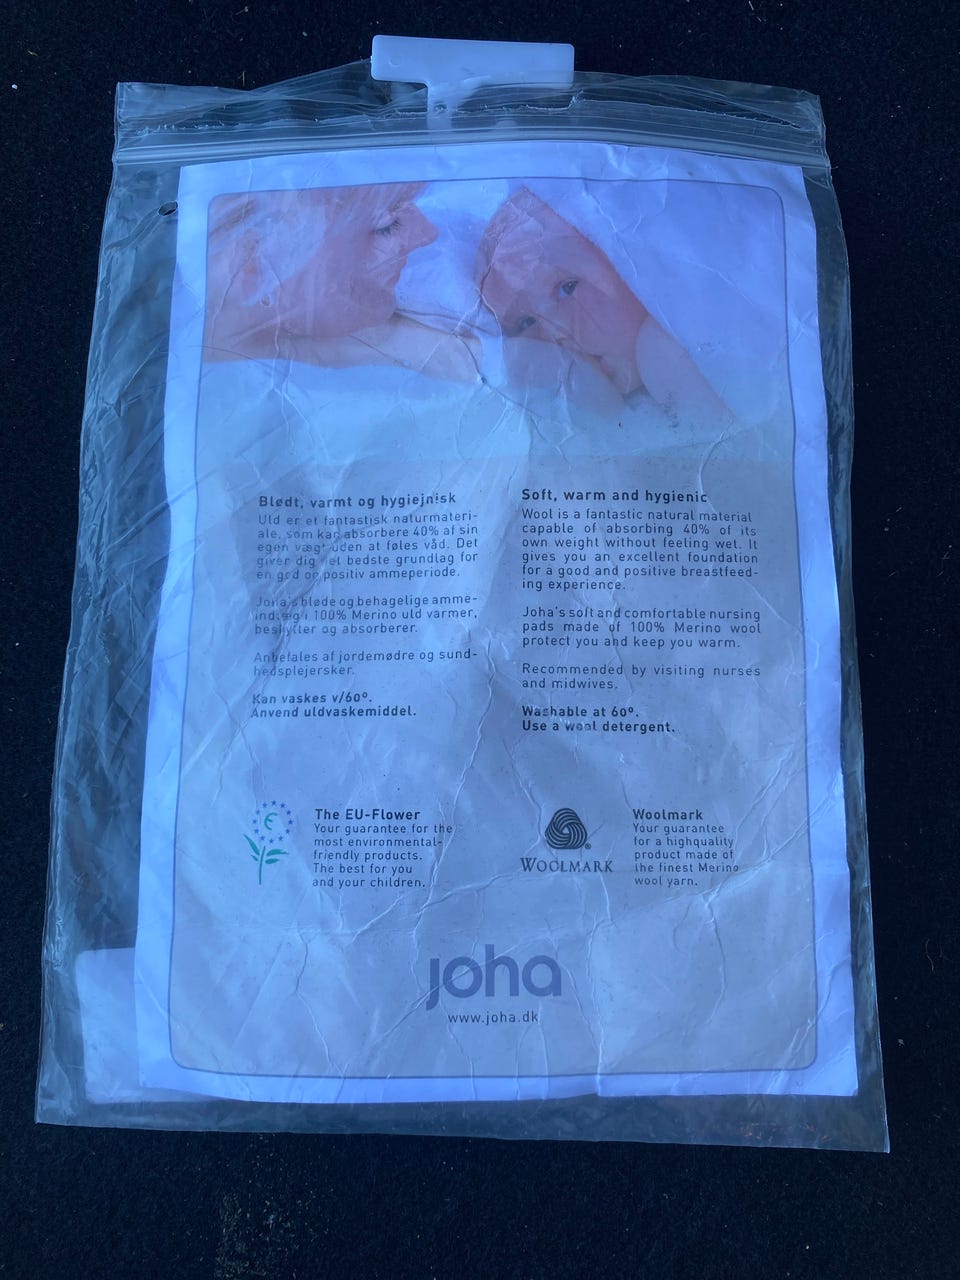 Blødt, varmt og hygiejnisk
Uld er et fantastisk naturmateri-
ale, som kan absorbere 40% af sin
egen vægt uden at føles våd. Det
giver dig det bedste grundlag for
en god og positiv ammeperiode.
Joha's bløde og behagelige amme-
indlæg i 100% Merino uld varmer,
beskytter og absorberer.
Anbefales af jordemødre og sund-
hedsplejersker.
Kan vaskes v/60º.
Anvend uldvaskemiddel.
Soft, warm and hygienic
Wool is a fantastic natural material
capable of absorbing 40% of its
own weight without feeling wet. It
gives you an excellent foundation
for a good and positive breastfeed-
ing experience.
Joha's soft and comfortable nursing
pads made of 100% Merino wool
protect you and keep you warm.
Recommended by visiting nurses
and midwives.
Washable at 60º.
Use a wool detergent.
The EU-Flower
Your guarantee for the
most environmental-
friendly products.
The best for you
and your children.
WOOLMARK
Woolmark
Your guarantee
for a highquality
product made of
the finest Merino
wool yarn.
joha
www.joha.dk